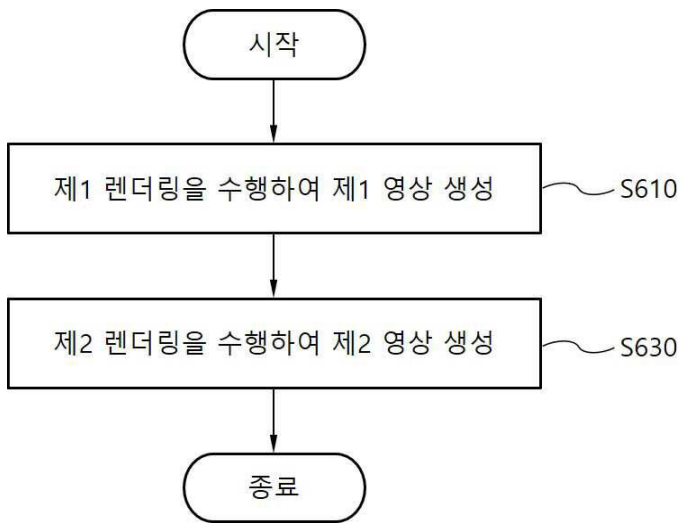 시작
제1 렌더링을 수행하여 제1 영상 생성
S610
제2 렌더링을 수행하여 제2 영상 생성
S630
종료